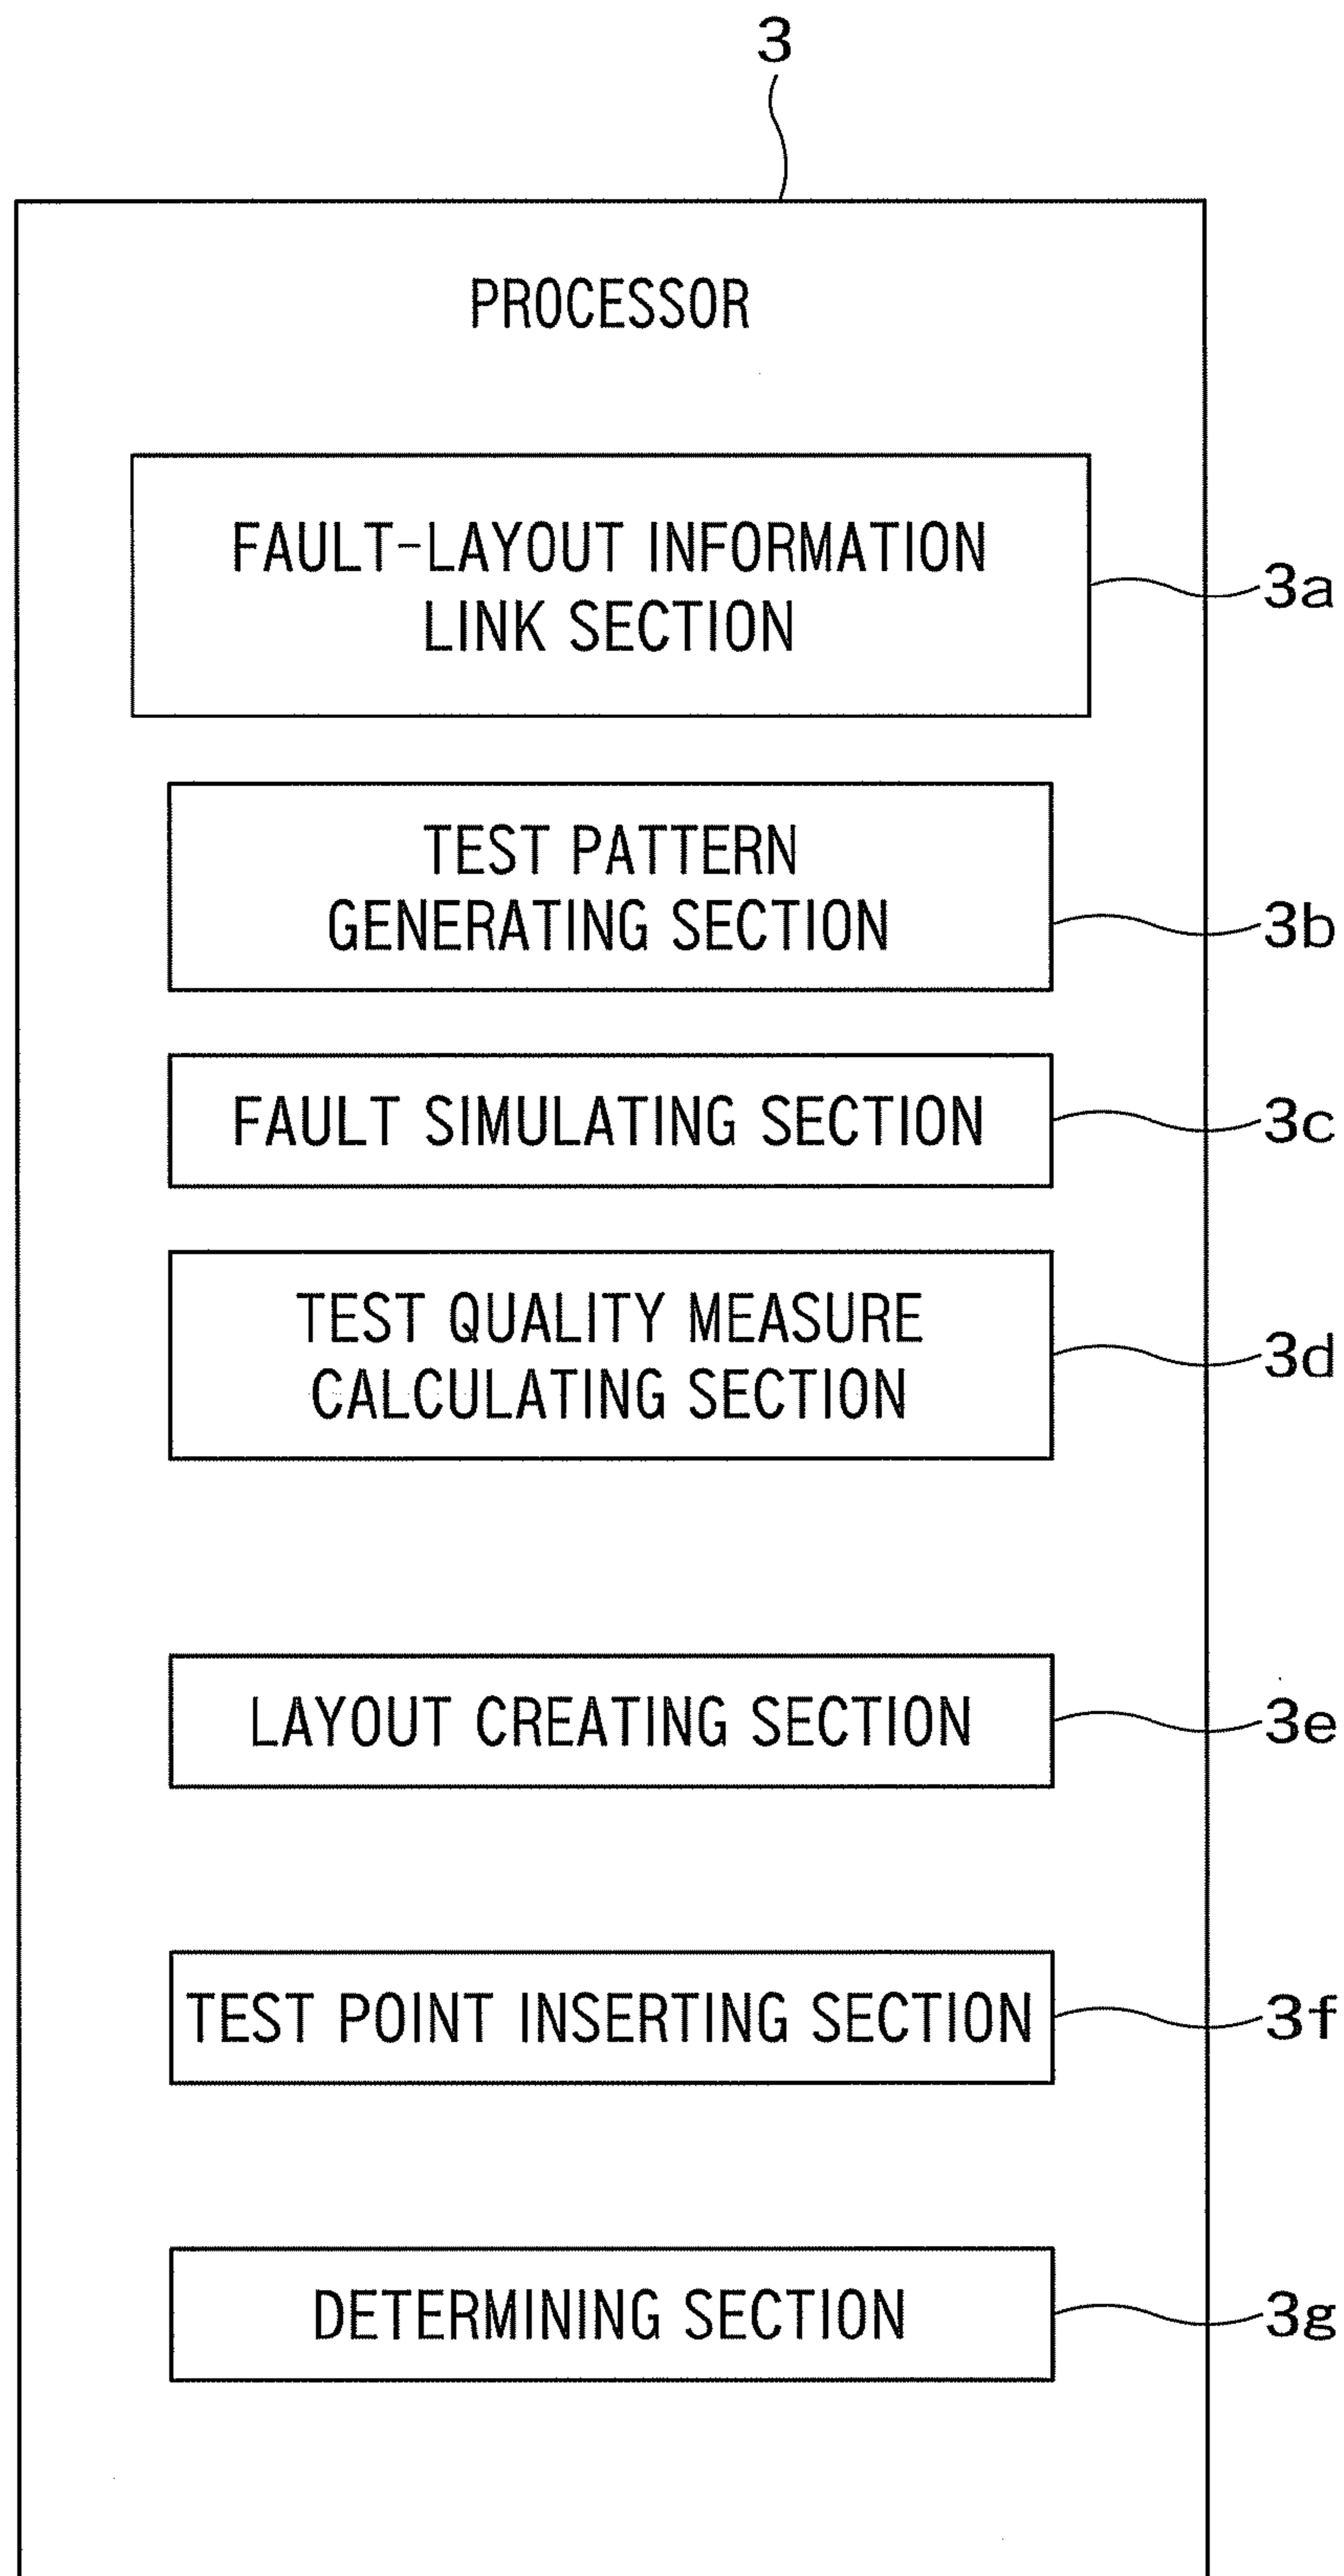 3
PROCESSOR
FAULT-LAYOUT INFORMATION
LINK SECTION
3a
TEST PATTERN
GENERATING SECTION
3b
FAULT SIMULATING SECTION
3c
TEST QUALITY MEASURE
CALCULATING SECTION
3d
LAYOUT CREATING SECTION
3e
TEST POINT INSERTING SECTION
3f
DETERMINING SECTION
3g